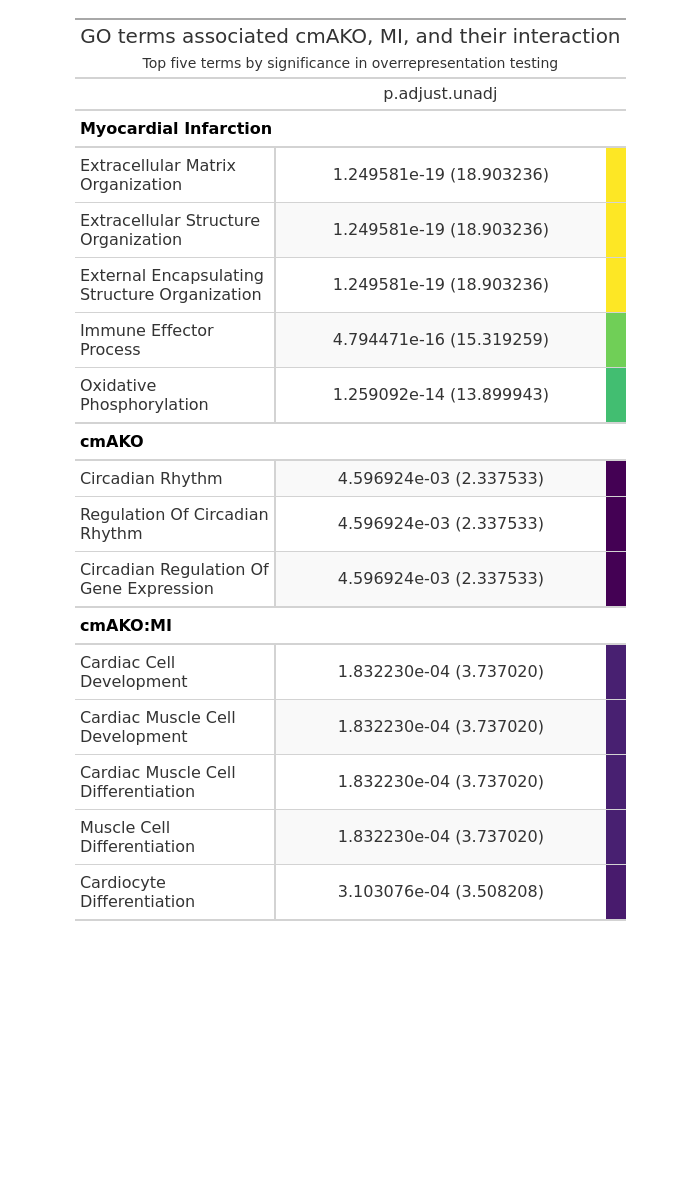 GO terms associated cmAKO, MI, and their interaction
Top five terms by significance in overrepresentation testing
p.adjust.unadj
Myocardial Infarction
Extracellular Matrix
Organization
1.249581e-19 (18.903236)
Extracellular Structure
Organization
1.249581e-19 (18.903236)
External Encapsulating
Structure Organization
1.249581e-19 (18.903236)
Immune Effector
Process
4.794471e-16 (15.319259)
Oxidative
Phosphorylation
1.259092e-14 (13.899943)
cmAKO
Circadian Rhythm
4.596924e-03 (2.337533)
Regulation Of Circadian
Rhythm
4.596924e-03 (2.337533)
Circadian Regulation Of
Gene Expression
4.596924e-03 (2.337533)
cmAKO:MI
Cardiac Cell
Development
1.832230e-04 (3.737020)
Cardiac Muscle Cell
Development
1.832230e-04 (3.737020)
Cardiac Muscle Cell
Differentiation
1.832230e-04 (3.737020)
Muscle Cell
Differentiation
1.832230e-04 (3.737020)
Cardiocyte
Differentiation
3.103076e-04 (3.508208)